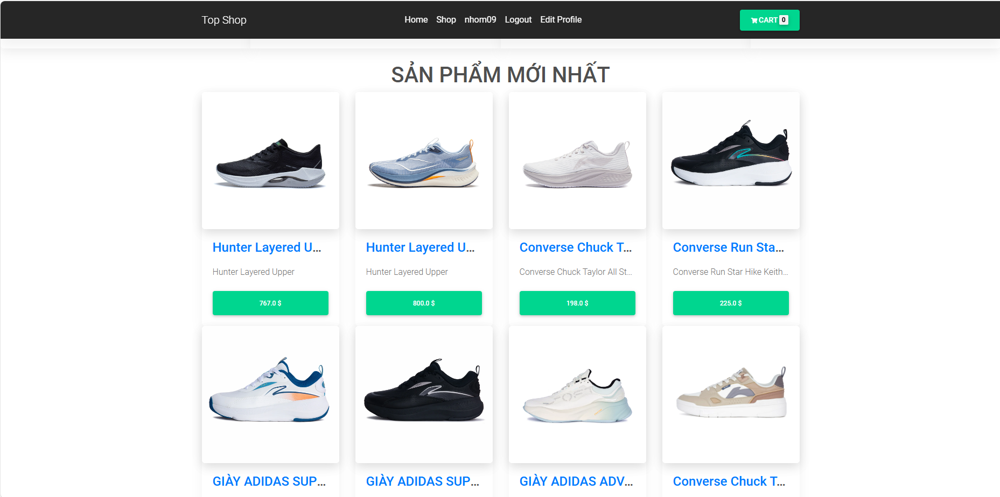 Top Shop
Home Shop nhom09 Logout Edit Profile
CART 0
SẢN PHẨM MỚI NHẤT
Hunter Layered U...
Hunter Layered Upper
767.0 $
Hunter Layered U...
Hunter Layered Upper
800.0 $
Converse Chuck T...
Converse Chuck Taylor All St...
198.0 $
Converse Run Sta...
Converse Run Star Hike Keith...
225.0 $
GIÀY ADIDAS SUP...
GIÀY ADIDAS SUP...
GIÀY ADIDAS ADV...
Converse Chuck T...